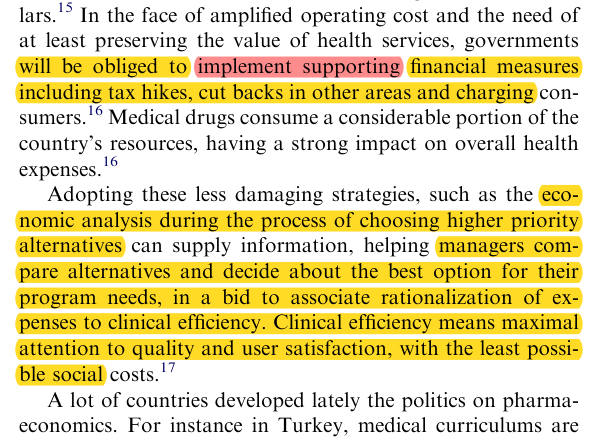 lars.15 In the face of amplified operating cost and the need of
at least preserving the value of health services, governments
will be obliged to implement supporting financial measures
including tax hikes, cut backs in other areas and charging con-
sumers.16 Medical drugs consume a considerable portion of the
country's resources, having a strong impact on overall health
expenses.16
Adopting these less damaging strategies, such as the eco-
nomic analysis during the process of choosing higher priority
alternatives can supply information, helping managers com-
pare alternatives and decide about the best option for their
program needs, in a bid to associate rationalization of ex-
penses to clinical efficiency. Clinical efficiency means maximal
attention to quality and user satisfaction, with the least possi-
ble social costs.17
A lot of countries developed lately the politics on pharma-
economics. For instance in Turkey, medical curriculums are